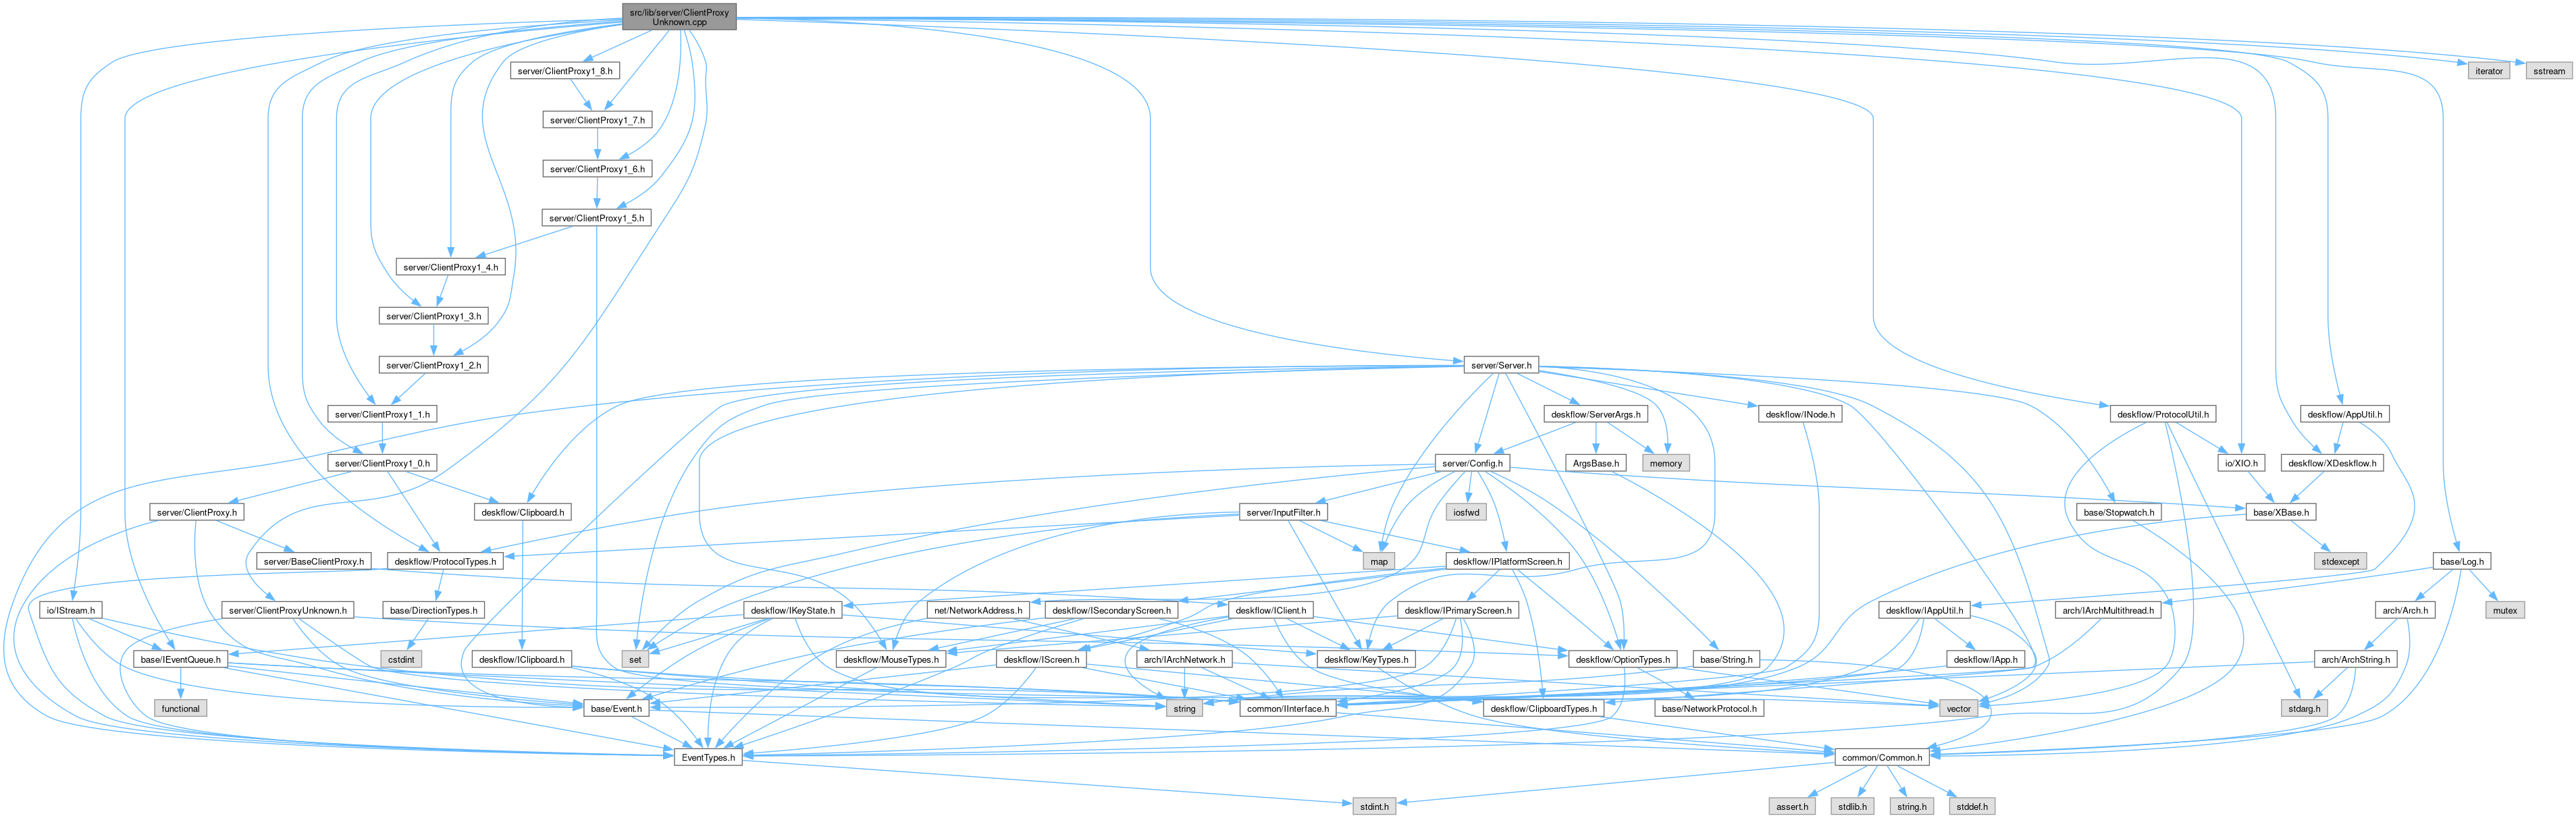 src/lib/server/ClientProxy
Unknown.cpp
server/ClientProxy1_8.h
iterator
sstream
server/ClientProxy1_7.h
server/ClientProxy1_6.h
server/ClientProxy1_5.h
server/ClientProxy1_4.h
server/ClientProxy1_3.h
server/ClientProxy1_2.h
server/Server.h
server/ClientProxy1_1.h
deskflow/ServerArgs.h
deskflow/INode.h
deskflow/ProtocolUtil.h
deskflow/AppUtil.h
server/ClientProxy1_0.h
server/Config.h
ArgsBase.h
memory
io/XIO.h
deskflow/XDeskflow.h
server/ClientProxy.h
deskflow/Clipboard.h
server/InputFilter.h
iosfwd
base/Stopwatch.h
base/XBase.h
server/BaseClientProxy.h
deskflow/ProtocolTypes.h
map
deskflow/IPlatformScreen.h
stdexcept
base/Log.h
io/IStream.h
server/ClientProxyUnknown.h
base/DirectionTypes.h
deskflow/IKeyState.h
net/NetworkAddress.h
deskflow/ISecondaryScreen.h
deskflow/IClient.h
deskflow/IPrimaryScreen.h
deskflow/IAppUtil.h
arch/IArchMultithread.h
arch/Arch.h
mutex
base/IEventQueue.h
cstdint
deskflow/IClipboard.h
set
deskflow/MouseTypes.h
deskflow/IScreen.h
arch/IArchNetwork.h
deskflow/KeyTypes.h
deskflow/OptionTypes.h
base/String.h
deskflow/IApp.h
arch/ArchString.h
functional
base/Event.h
string
common/IInterface.h
deskflow/ClipboardTypes.h
base/NetworkProtocol.h
vector
stdarg.h
EventTypes.h
common/Common.h
stdint.h
assert.h
stdlib.h
string.h
stddef.h